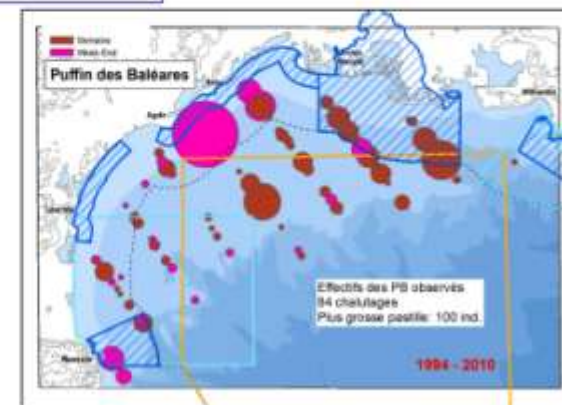 Semaine
Week-End
Puffin des Baléares
Agde
Effectifs des PB observés
84 chalutages
Plus grosse pastille: 100 ind.
1994 - 2010